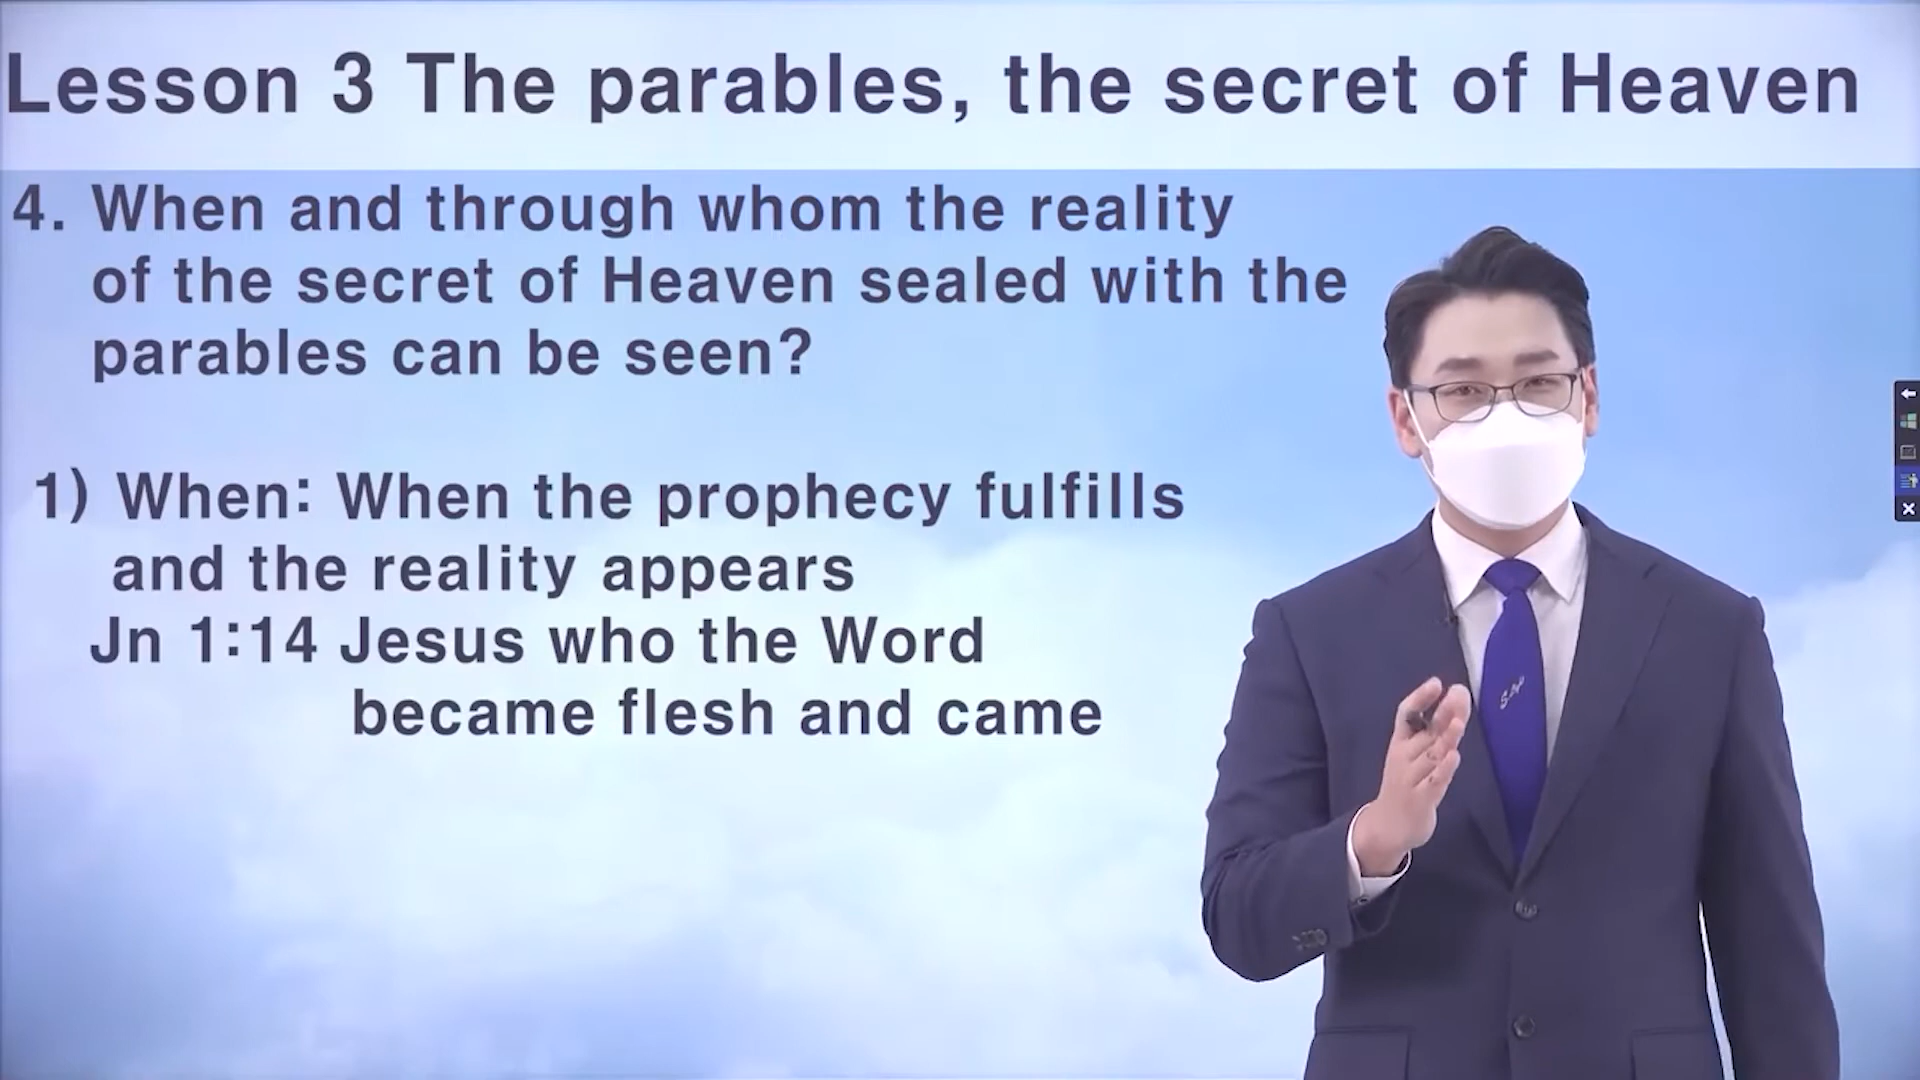 Lesson 3 The parables, the secret of Heaven
4. When and through whom the reality
of the secret of Heaven sealed with the
parables can be seen?
1) When: When the prophecy fulfills
and the reality appears
Jn 1:14 Jesus who the Word
became flesh and came